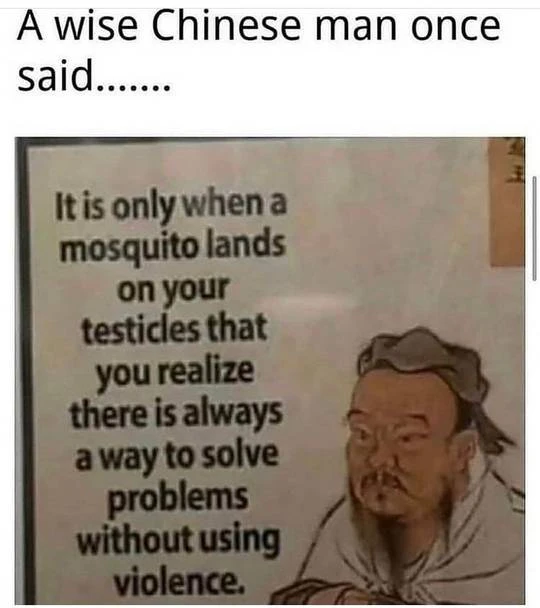 A wise Chinese man once
said.......
It is only when a
mosquito lands
on your
testicles that
you realize
there is always
a way to solve
problems
without using
violence.